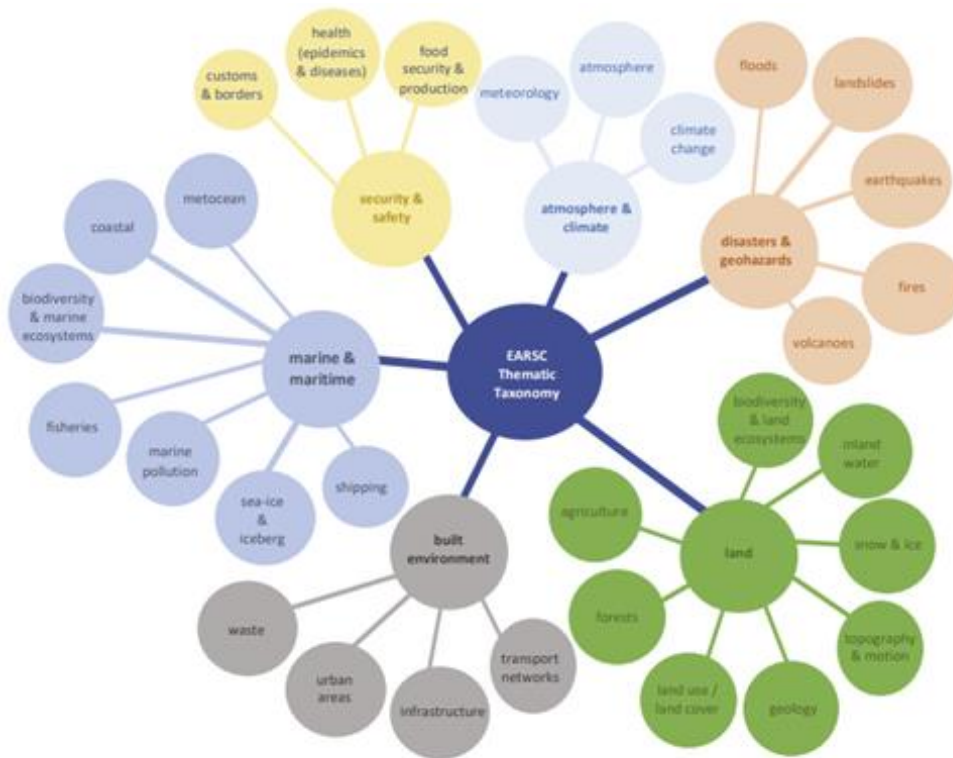 health
(epidemics
& diseases)
food
security &
production
customs
& borders
security &
safety
meteorology
atmosphere
climate
change
atmosphere &
climate
floods
landslides
earthquakes
fires
volcanoes
disasters &
geohazards
metocean
coastal
biodiversity
& marine
ecosystems
fisheries
marine
pollution
sea-ice
&
iceberg
shipping
marine &
maritime
EARSC
Thematic
Taxonomy
built
environment
waste
urban
areas
infrastructure
transport
networks
biodiversity
& land
ecosystems
inland
water
snow & ice
topography
& motion
geology
land use /
land cover
forests
agriculture
land